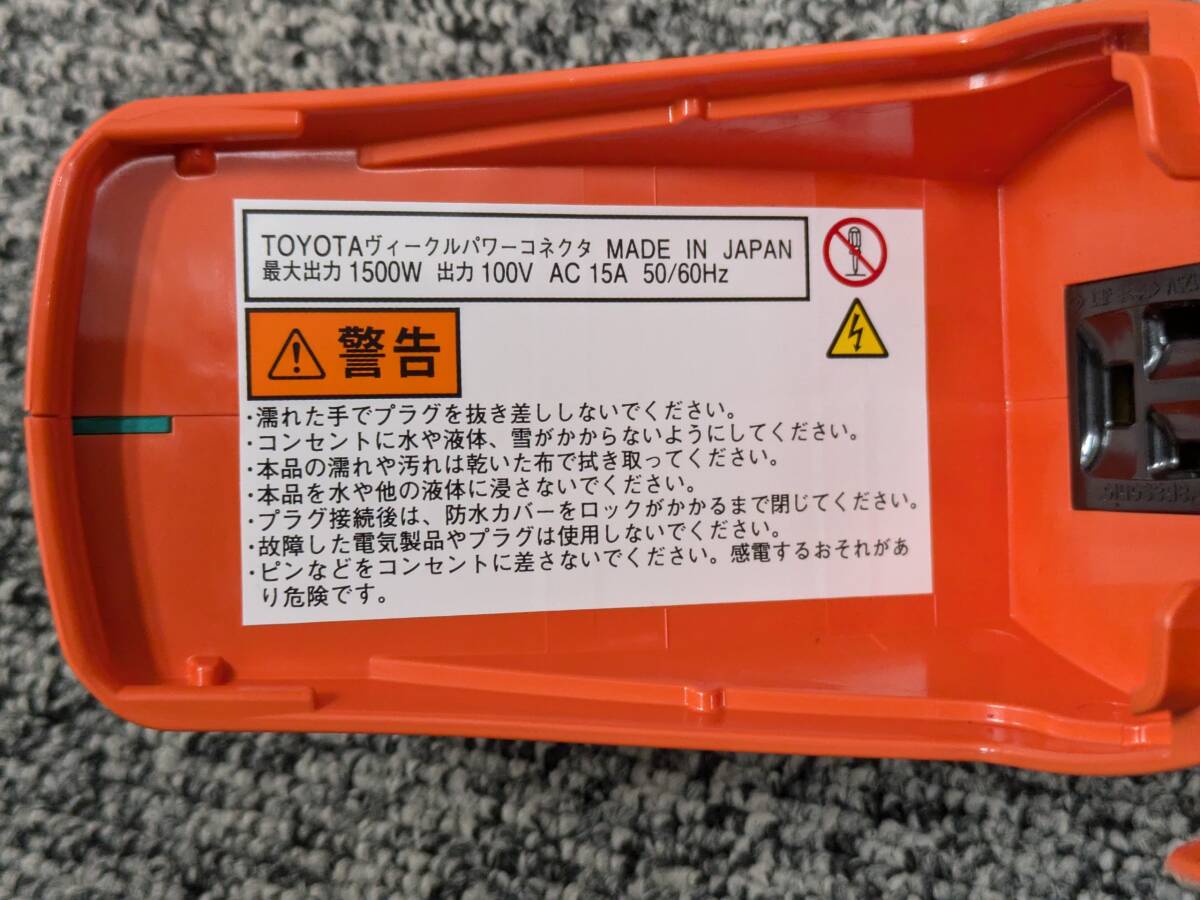 TOYOTAヴィークルパワーコネクタ MADE IN JAPAN
最大出力 1500W 出力 100V AC 15A 50/60Hz
警告
・濡れた手でプラグを抜き差ししないでください。
・コンセントに水や液体、雪がかからないようにしてください。
・本品の濡れや汚れは乾いた布で拭き取ってください。
・本品を水や他の液体に浸さないでください。
・プラグ接続後は、防水カバーをロックがかかるまで閉じてください。
・故障した電気製品やプラグは使用しないでください。
・ピンなどをコンセントに差さないでください。感電するおそれがあ
り危険です。